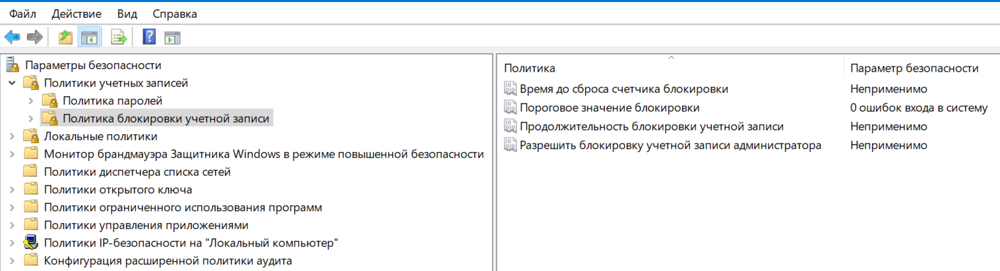 Файл Действие Вид Справка
Параметры безопасности
Политики учетных записей
Политика паролей
Политика блокировки учетной записи
Локальные политики
Монитор брандмауэра Защитника Windows в режиме повышенной безопасности
Политики диспетчера списка сетей
Политики открытого ключа
Политики ограниченного использования программ
Политики управления приложениями
Политики IP-безопасности на "Локальный компьютер"
Конфигурация расширенной политики аудита
Политика Параметр безопасности
Время до сброса счетчика блокировки Неприменимо
Пороговое значение блокировки 0 ошибок входа в систему
Продолжительность блокировки учетной записи Неприменимо
Разрешить блокировку учетной записи администратора Неприменимо